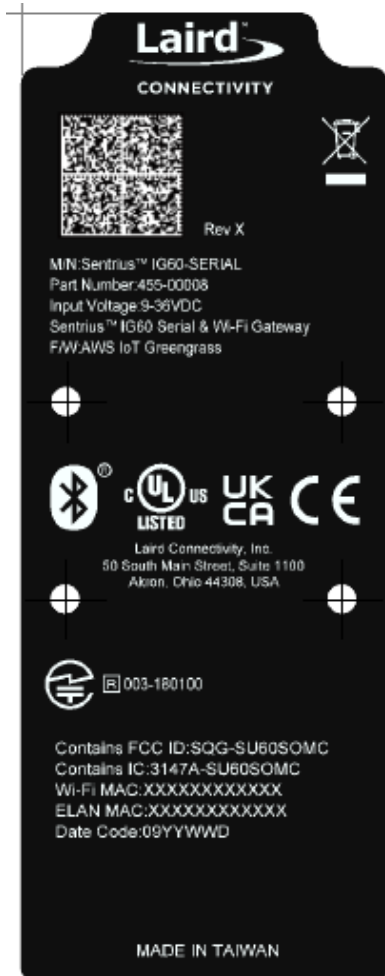 Laird™
CONNECTIVITY
Rev X
M/N:Sentrius™ IG60-SERIAL
Part Number:455-00008
Input Voltage:9-36VDC
Sentrius™ IG60 Serial & Wi-Fi Gateway
F/W:AWS IoT Greengrass
®
C UL US
LISTED
UK
CA
CE
Laird Connectivity, Inc.
50 South Main Street, Suite 1100
Akron, Ohio 44308, USA
R 003-180100
Contains FCC ID:SQG-SU60SOMC
Contains IC:3147A-SU60SOMC
Wi-Fi MAC:XXXXXXXXXXXX
ELAN MAC:XXXXXXXXXXXX
Date Code:09YYWWD
MADE IN TAIWAN